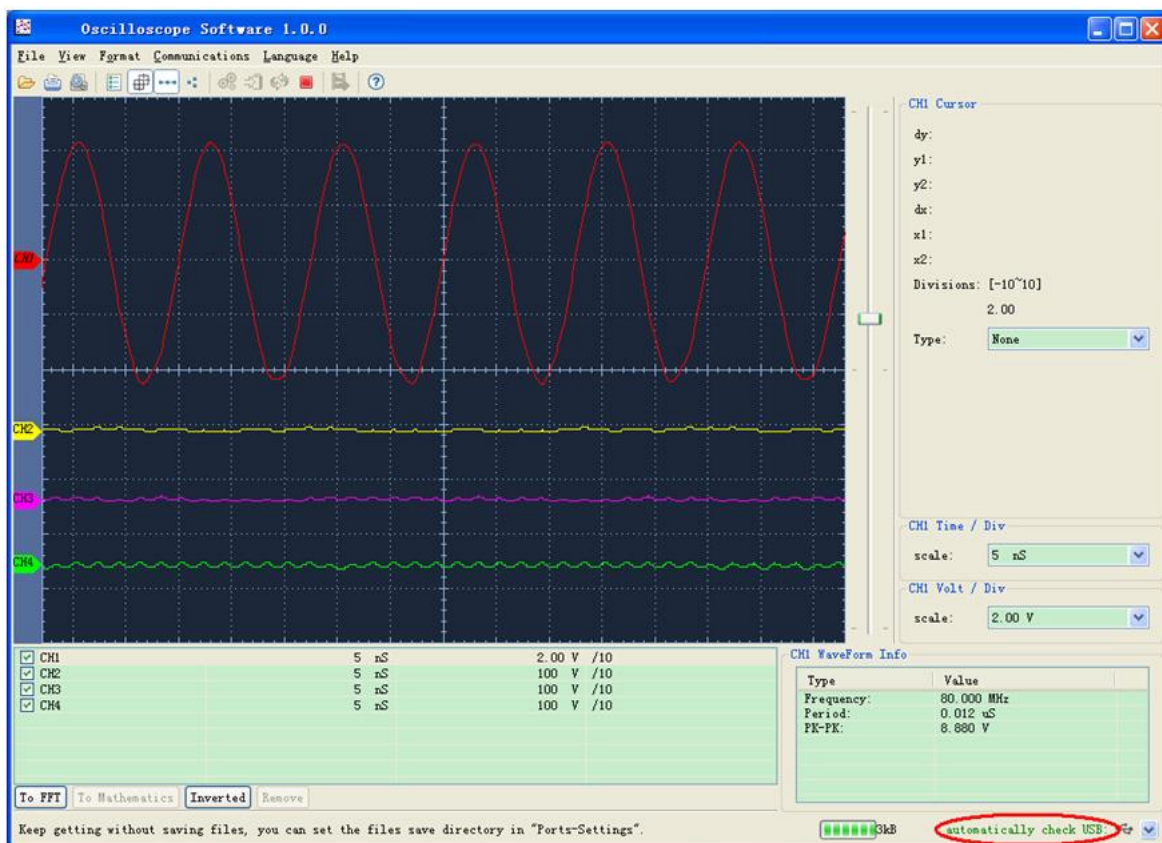 Oscilloscope Software 1.0.0
File View Format Communications Language Help
CH1 Cursor
dy:
y1:
y2:
dx:
x1:
x2:
Divisions: [-10~10]
2.00
Type: None
CH1
CH2
CH3
CH4
CH1 Time / Div
scale: 5 nS
CH1 Volt / Div
scale: 2.00 V
CH1 5 nS 2.00 V /10
CH2 5 nS 100 V /10
CH3 5 nS 100 V /10
CH4 5 nS 100 V /10
CH1 WaveForm Info
Type Value
Frequency: 80.000 MHz
Period: 0.012 uS
PK-PK: 8.880 V
To FFT To Mathematics Inverted Remove
Keep getting without saving files, you can set the files save directory in "Ports-Settings".
3kB
automatically check USB: